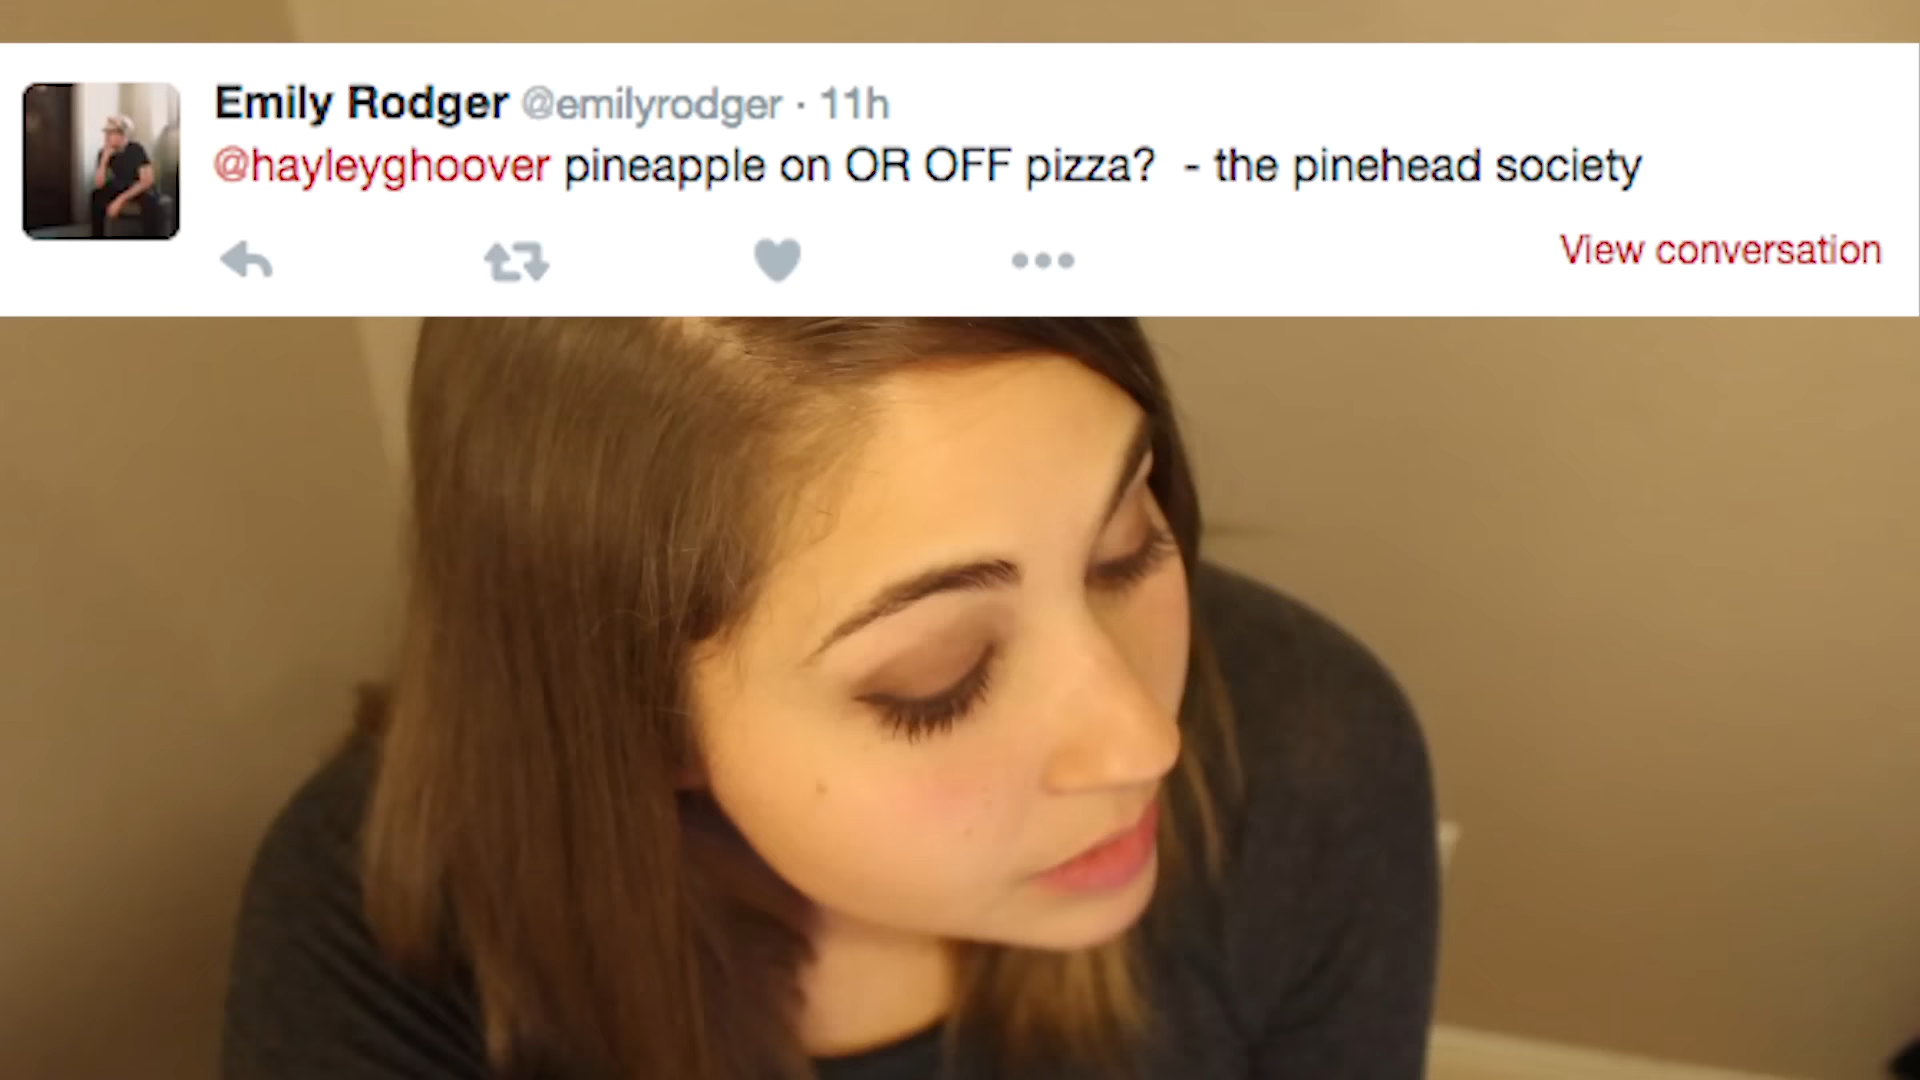 Emily Rodger @emilyrodger · 11h
@hayleyghoover pineapple on OR OFF pizza?  - the pinehead society
View conversation